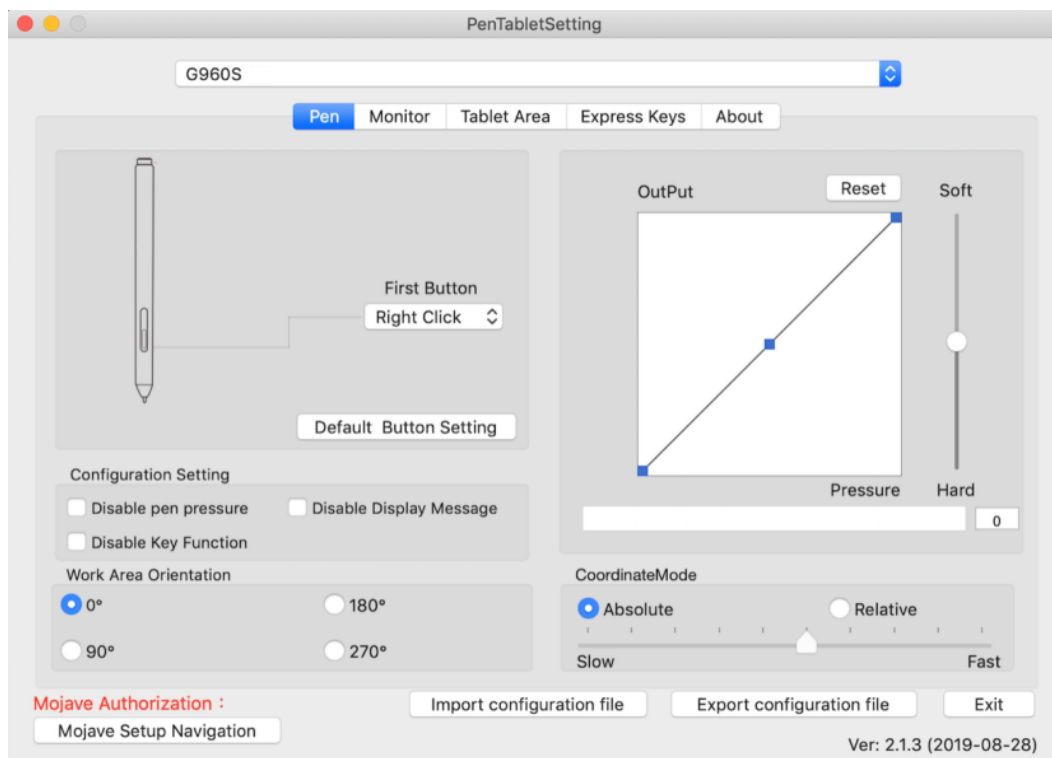 PenTabletSetting
G960S
Pen Monitor Tablet Area Express Keys About
First Button
Right Click
Default Button Setting
OutPut
Reset
Soft
Pressure
Hard
0
Configuration Setting
Disable pen pressure
Disable Display Message
Disable Key Function
Work Area Orientation
0°
180°
90°
270°
CoordinateMode
Absolute
Relative
Slow
Fast
Mojave Authorization :
Mojave Setup Navigation
Import configuration file
Export configuration file
Exit
Ver: 2.1.3 (2019-08-28)